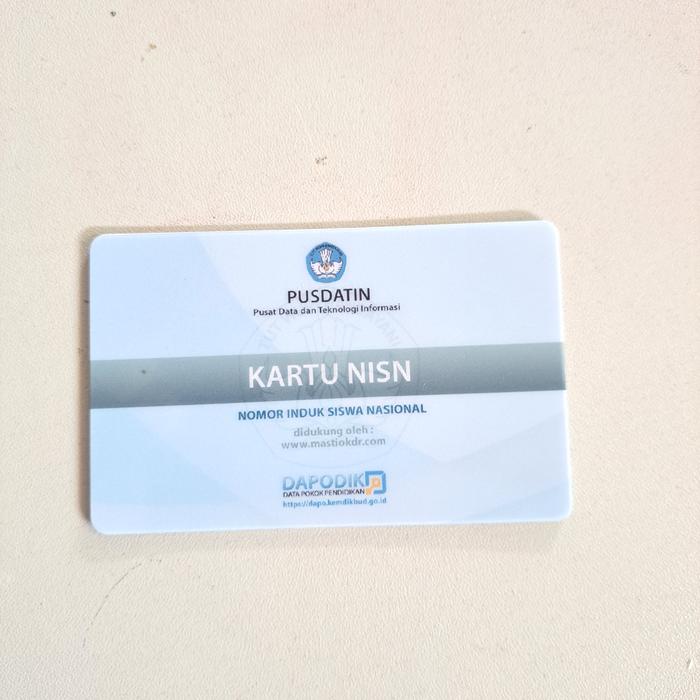 PUSDATIN
Pusat Data dan Teknologi Informasi
KARTU NISN
NOMOR INDUK SISWA NASIONAL
didukung oleh :
www.mastiokdr.com
DAPODIK
DATA POKOK PENDIDIKAN
https://dapo.kemdikbud.go.id